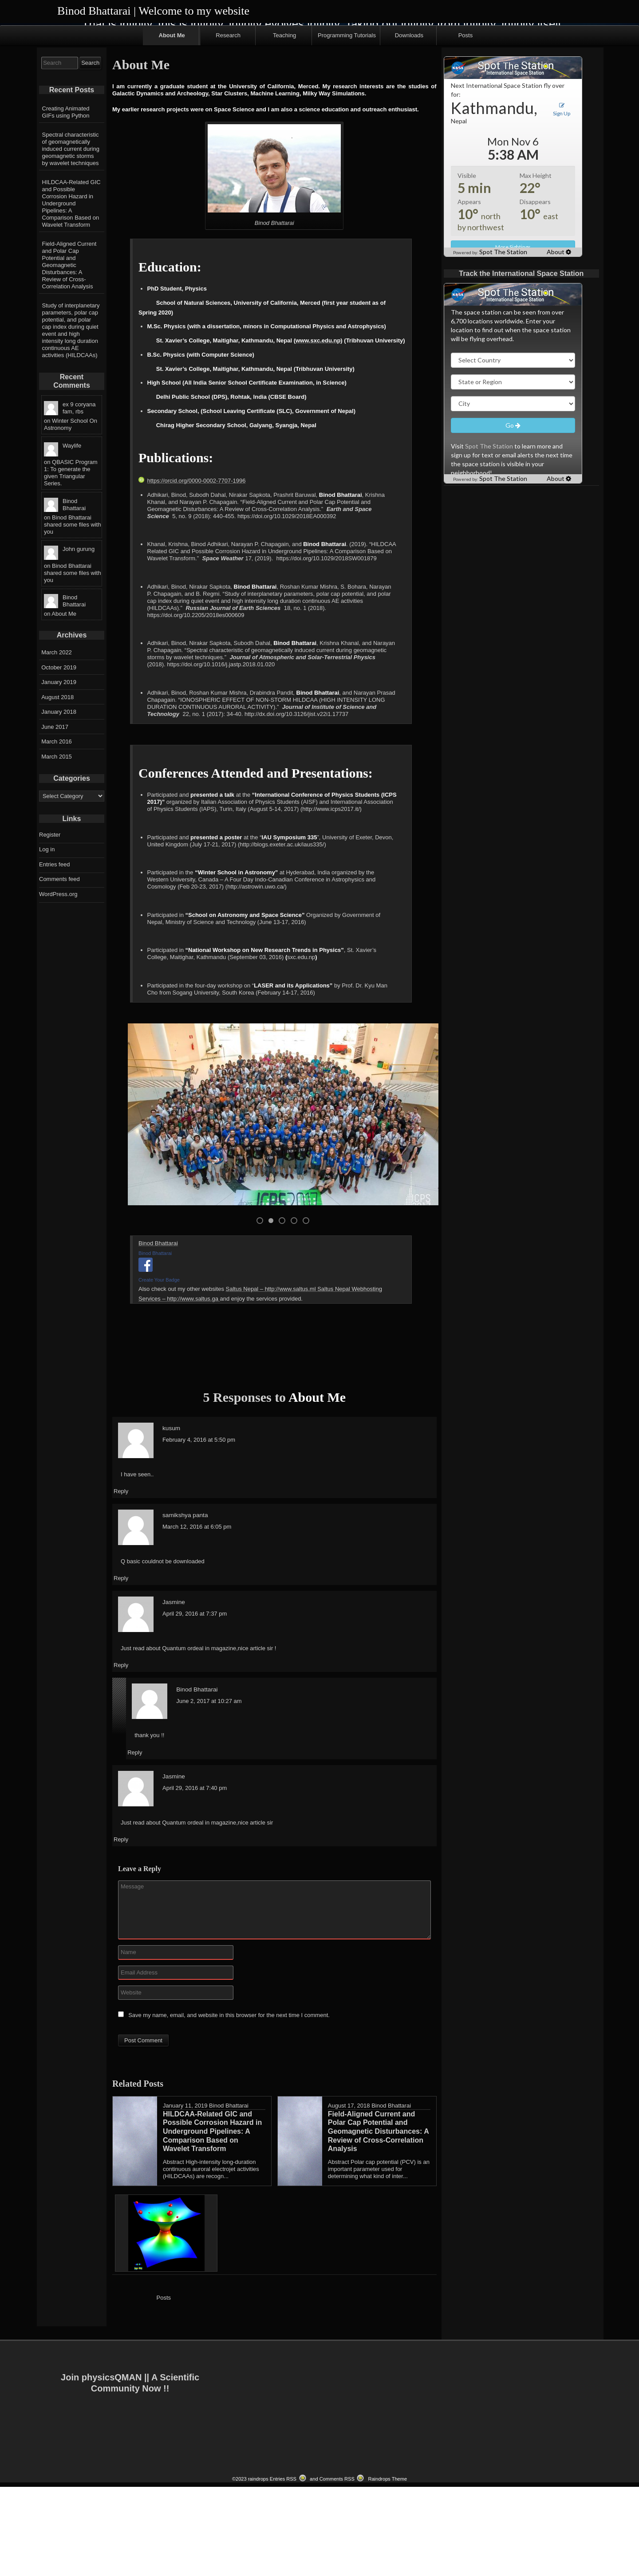 Binod Bhattarai | Welcome to my website
About Me
Research
Teaching
Programming Tutorials
Downloads
Posts
Search
Search
Recent Posts
Creating Animated
GIFs using Python
Spectral characteristic
of geomagnetically
induced current during
geomagnetic storms
by wavelet techniques
HILDCAA-Related GIC
and Possible
Corrosion Hazard in
Underground
Pipelines: A
Comparison Based on
Wavelet Transform
Field-Aligned Current
and Polar Cap
Potential and
Geomagnetic
Disturbances: A
Review of Cross-
Correlation Analysis
Study of interplanetary
parameters, polar cap
potential, and polar
cap index during quiet
event and high
intensity long duration
continuous AE
activities (HILDCAAs)
Recent
Comments
ex 9 coryana
fam, rbs
on Winter School On
Astronomy
Waylife
on QBASIC Program
1: To generate the
given Triangular
Series.
Binod
Bhattarai
on Binod Bhattarai
shared some files with
you
John gurung
on Binod Bhattarai
shared some files with
you
Binod
Bhattarai
on About Me
Archives
March 2022
October 2019
January 2019
August 2018
January 2018
June 2017
March 2016
March 2015
Categories
Select Category
Links
Register
Log in
Entries feed
Comments feed
WordPress.org
About Me
I am currently a graduate student at the University of California, Merced. My research interests are the studies of
Galactic Dynamics and Archeology, Star Clusters, Machine Learning, Milky Way Simulations.
My earlier research projects were on Space Science and I am also a science education and outreach enthusiast.
Binod Bhattarai
Education:
PhD Student, Physics
School of Natural Sciences, University of California, Merced (first year student as of
Spring 2020)
M.Sc. Physics (with a dissertation, minors in Computational Physics and Astrophysics)
St. Xavier's College, Maitighar, Kathmandu, Nepal (www.sxc.edu.np) (Tribhuvan University)
B.Sc. Physics (with Computer Science)
St. Xavier's College, Maitighar, Kathmandu, Nepal (Tribhuvan University)
High School (All India Senior School Certificate Examination, in Science)
Delhi Public School (DPS), Rohtak, India (CBSE Board)
Secondary School, (School Leaving Certificate (SLC), Government of Nepal)
Chirag Higher Secondary School, Galyang, Syangja, Nepal
Publications:
https://orcid.org/0000-0002-7707-1996
Adhikari, Binod, Subodh Dahal, Nirakar Sapkota, Prashrit Baruwal, Binod Bhattarai, Krishna
Khanal, and Narayan P. Chapagain. "Field-Aligned Current and Polar Cap Potential and
Geomagnetic Disturbances: A Review of Cross-Correlation Analysis." Earth and Space
Science 5, no. 9 (2018): 440-455. https://doi.org/10.1029/2018EA000392
Khanal, Krishna, Binod Adhikari, Narayan P. Chapagain, and Binod Bhattarai. (2019). "HILDCAA
Related GIC and Possible Corrosion Hazard in Underground Pipelines: A Comparison Based on
Wavelet Transform." Space Weather 17, (2019). https://doi.org/10.1029/2018SW001879
Adhikari, Binod, Nirakar Sapkota, Binod Bhattarai, Roshan Kumar Mishra, S. Bohara, Narayan
P. Chapagain, and B. Regmi. "Study of interplanetary parameters, polar cap potential, and polar
cap index during quiet event and high intensity long duration continuous AE activities
(HILDCAAs)." Russian Journal of Earth Sciences 18, no. 1 (2018).
https://doi.org/10.2205/2018es000609
Adhikari, Binod, Nirakar Sapkota, Subodh Dahal, Binod Bhattarai, Krishna Khanal, and Narayan
P. Chapagain. "Spectral characteristic of geomagnetically induced current during geomagnetic
storms by wavelet techniques." Journal of Atmospheric and Solar-Terrestrial Physics
(2018). https://doi.org/10.1016/j.jastp.2019.01.020
Adhikari, Binod, Roshan Kumar Mishra, Drabindra Pandit, Binod Bhattarai, and Narayan Prasad
Chapagain. "IONOSPHERIC EFFECT OF NON-STORM HILDCAA (HIGH INTENSITY LONG
DURATION CONTINUOUS AURORAL ACTIVITY)." Journal of Institute of Science and
Technology 22, no. 1 (2017): 34-40. http://dx.doi.org/10.3126/jist.v22i1.17737
Conferences Attended and Presentations:
Participated and presented a talk at the "International Conference of Physics Students (ICPS
2017)" organized by Italian Association of Physics Students (AISF) and International Association
of Physics Students (IAPS), Turin, Italy (August 5-14, 2017) (http://www.icps2017.it/)
Participated and presented a poster at the "IAU Symposium 335", University of Exeter, Devon,
United Kingdom (July 17-21, 2017) (http://blogs.exeter.ac.uk/iaus335/)
Participated in the "Winter School in Astronomy" at Hyderabad, India organized by the
Western University, Canada – A Four Day Indo-Canadian Conference in Astrophysics and
Cosmology (Feb 20-23, 2017) (http://astrowin.uwo.ca/)
Participated in "School on Astronomy and Space Science" Organized by Government of
Nepal, Ministry of Science and Technology (June 13-17, 2016)
Participated in "National Workshop on New Research Trends in Physics", St. Xavier's
College, Maitighar, Kathmandu (September 03, 2016) (sxc.edu.np)
Participated in the four-day workshop on "LASER and its Applications" by Prof. Dr. Kyu Man
Cho from Sogang University, South Korea (February 14-17, 2016)
ICPS
Binod Bhattarai
Binod Bhattarai
Create Your Badge
Also check out my other websites Saltus Nepal – http://www.saltus.ml Saltus Nepal Webhosting
Services – http://www.saltus.ga and enjoy the services provided.
5 Responses to About Me
kusum
February 4, 2016 at 5:50 pm
I have seen..
Reply
samikshya panta
March 12, 2016 at 6:05 pm
Q basic couldnot be downloaded
Reply
Jasmine
April 29, 2016 at 7:37 pm
Just read about Quantum ordeal in magazine,nice article sir !
Reply
Binod Bhattarai
June 2, 2017 at 10:27 am
thank you !!
Reply
Jasmine
April 29, 2016 at 7:40 pm
Just read about Quantum ordeal in magazine,nice article sir
Reply
Leave a Reply
Message
Name
Email Address
Website
Save my name, email, and website in this browser for the next time I comment.
Post Comment
Related Posts
January 11, 2019 Binod Bhattarai
HILDCAA-Related GIC and
Possible Corrosion Hazard in
Underground Pipelines: A
Comparison Based on
Wavelet Transform
Abstract High-intensity long-duration
continuous auroral electrojet activities
(HILDCAAs) are recogn...
August 17, 2018 Binod Bhattarai
Field-Aligned Current and
Polar Cap Potential and
Geomagnetic Disturbances: A
Review of Cross-Correlation
Analysis
Abstract Polar cap potential (PCV) is an
important parameter used for
determining what kind of inter...
Posts
NASA
Spot The Station
International Space Station
Next International Space Station fly over
for:
Kathmandu,
Nepal
Sign Up
Mon Nov 6
5:38 AM
Visible
5 min
Max Height
22°
Appears
10° north
by northwest
Disappears
10° east
Powered by: Spot The Station
About
Track the International Space Station
NASA
Spot The Station
International Space Station
The space station can be seen from over
6,700 locations worldwide. Enter your
location to find out when the space station
will be flying overhead.
Select Country
State or Region
City
Go
Visit Spot The Station to learn more and
sign up for text or email alerts the next time
the space station is visible in your
neighborhood!
Powered by: Spot The Station
About
Join physicsQMAN || A Scientific
Community Now !!
©2023 raindrops Entries RSS and Comments RSS Raindrops Theme